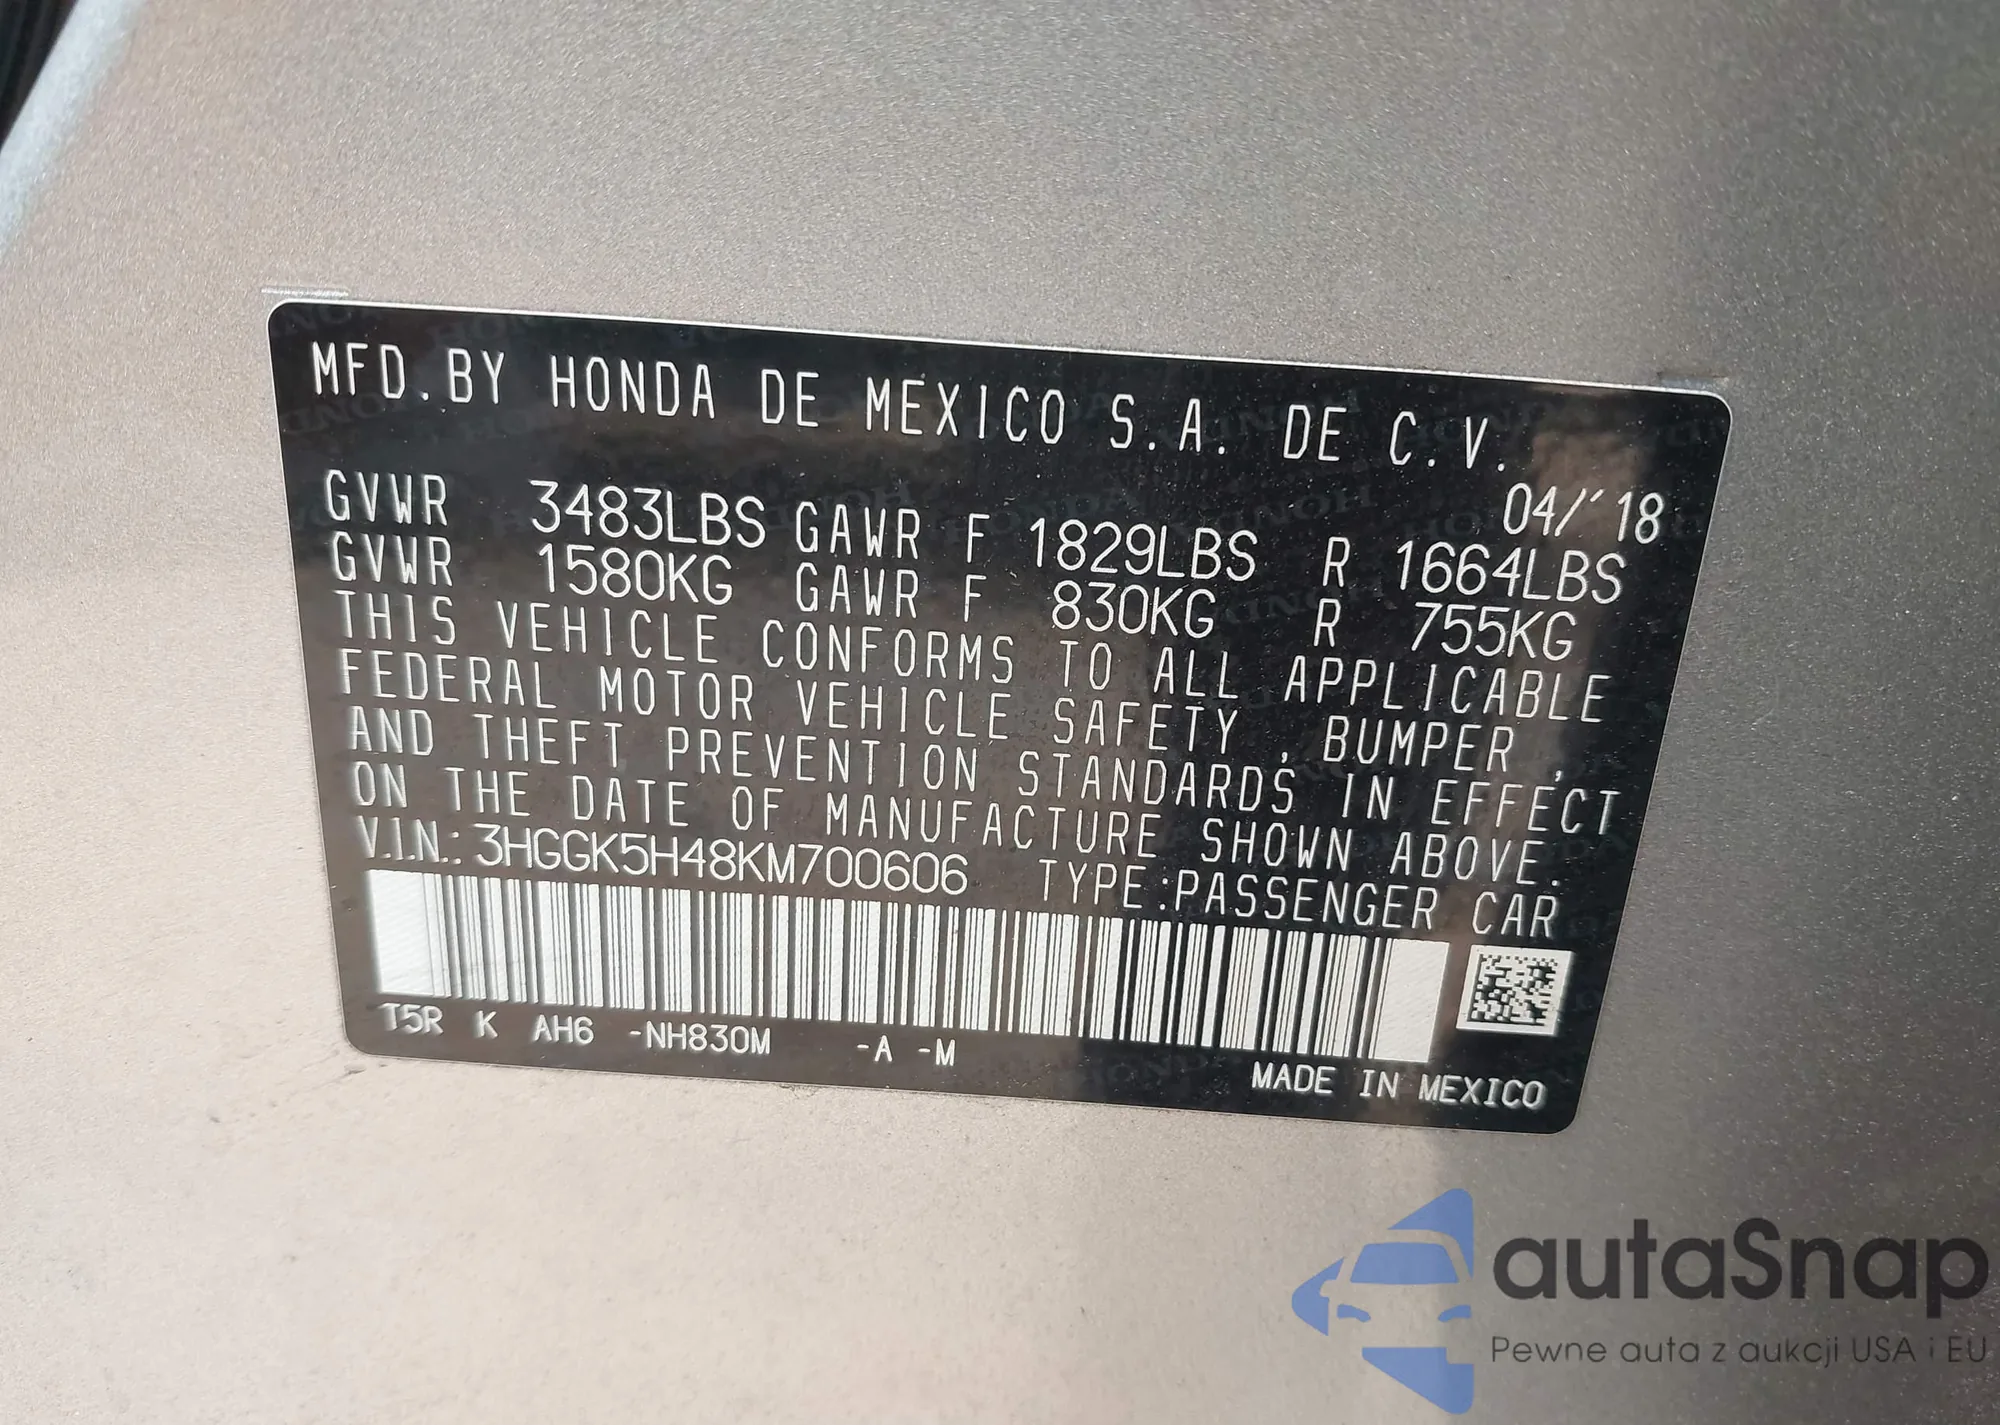 MFD.BY HONDA DE MEXICO S.A. DE C.V.
04/'18
GVWR 3483LBS GAWR F 1829LBS R 1664LBS
GVWR 1580KG GAWR F 830KG R 755KG
THIS VEHICLE CONFORMS TO ALL APPLICABLE
FEDERAL MOTOR VEHICLE SAFETY , BUMPER ,
AND THEFT PREVENTION STANDARDS IN EFFECT
ON THE DATE OF MANUFACTURE SHOWN ABOVE.
V.I.N.: 3HGGK5H48KM700606 TYPE:PASSENGER CAR
T5R K AH6 -NH830M -A -M
MADE IN MEXICO
autaSnap
Pewne auta z aukcji USA i EU